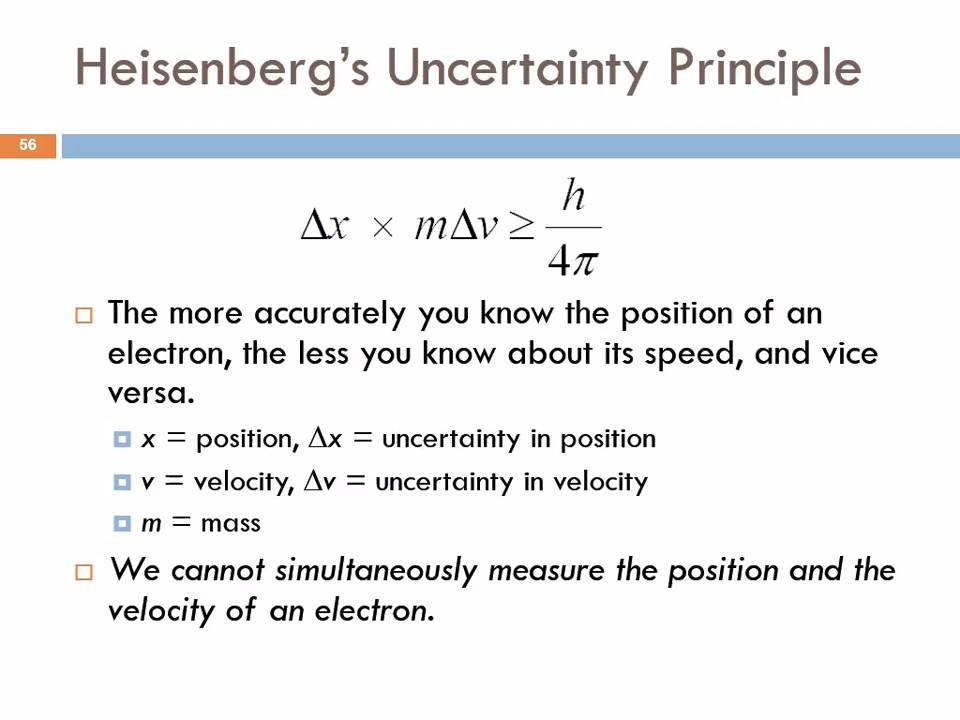 Heisenberg’s Uncertainty Principle
56
Δx × mΔv ≥ h/4π
The more accurately you know the position of an
electron, the less you know about its speed, and vice
versa.
x = position, Δx = uncertainty in position
v = velocity, Δv = uncertainty in velocity
m = mass
We cannot simultaneously measure the position and the
velocity of an electron.